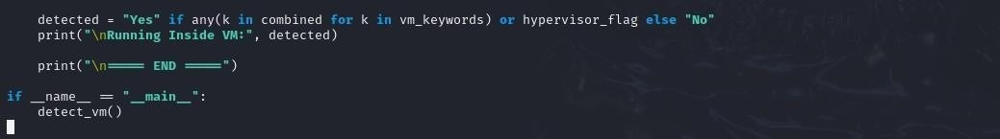 detected = "Yes" if any(k in combined for k in vm_keywords) or hypervisor_flag else "No"
print("\nRunning Inside VM:", detected)
print("\n===== END =====")
if __name__ == "__main__":
detect_vm()